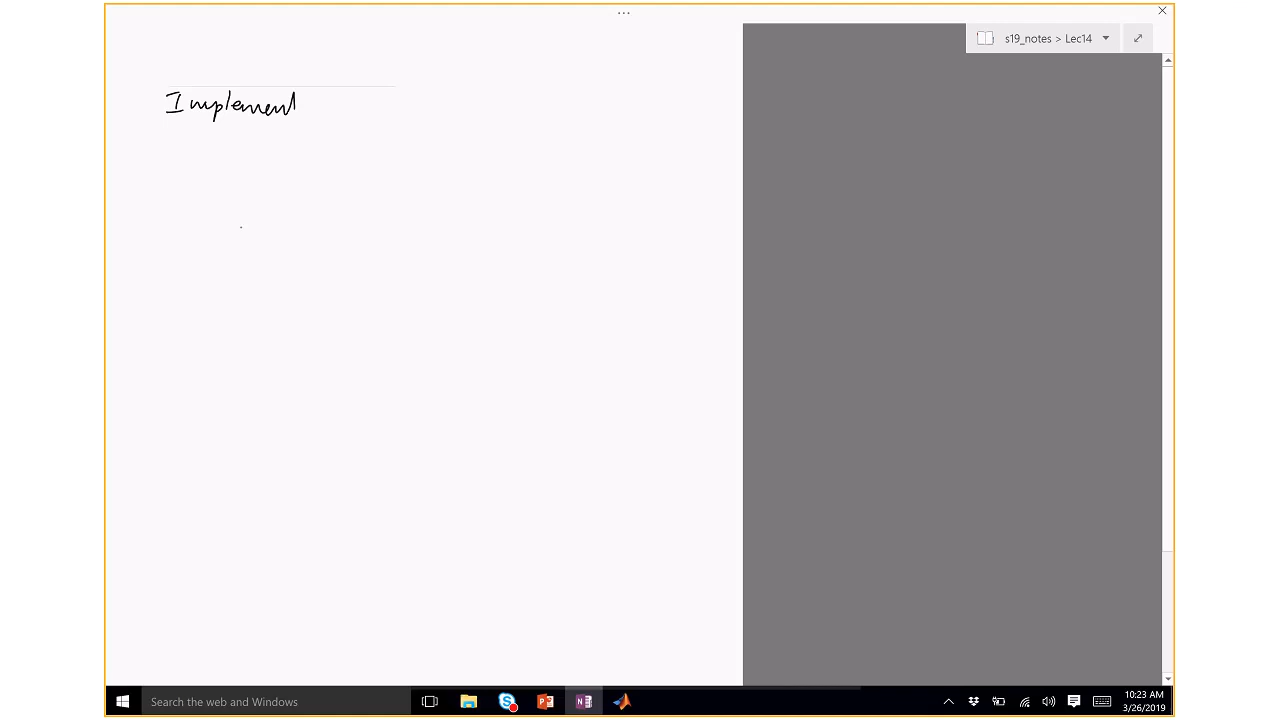 ...
s19_notes > Lec14
Implement
Search the web and Windows
10:23 AM
3/26/2019